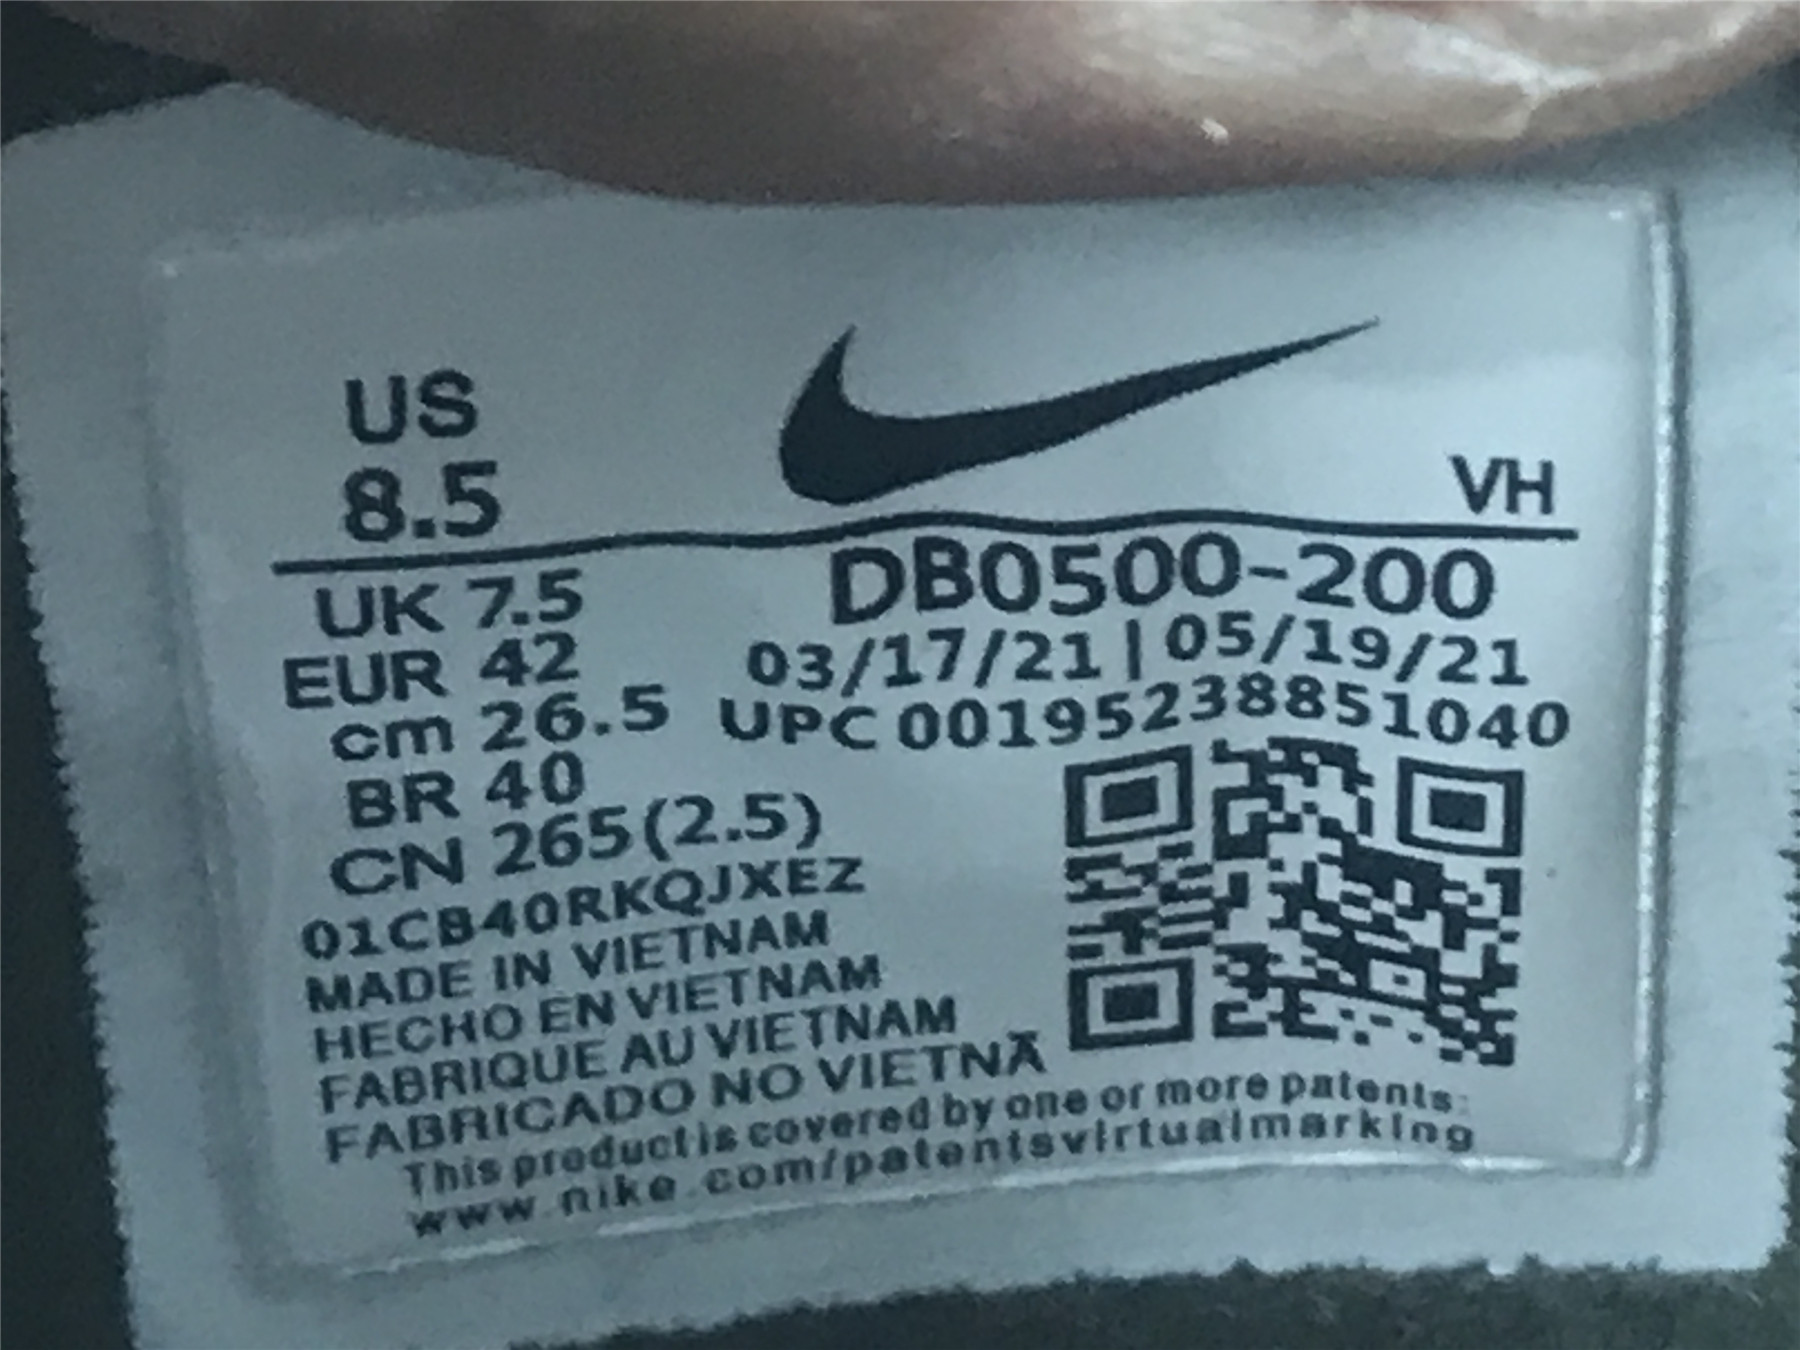 US
8.5
VH
UK 7.5
EUR 42
cm 26.5
BR 40
CN 265(2.5)
DB0500-200
03/17/21 | 05/19/21
UPC 00195238851040
01CB40RKQJXEZ
MADE IN VIETNAM
HECHO EN VIETNAM
FABRIQUE AU VIETNAM
FABRICADO NO VIETNÃ
This product is covered by one or more patents:
www.nike.com/patentsvirtualmarking